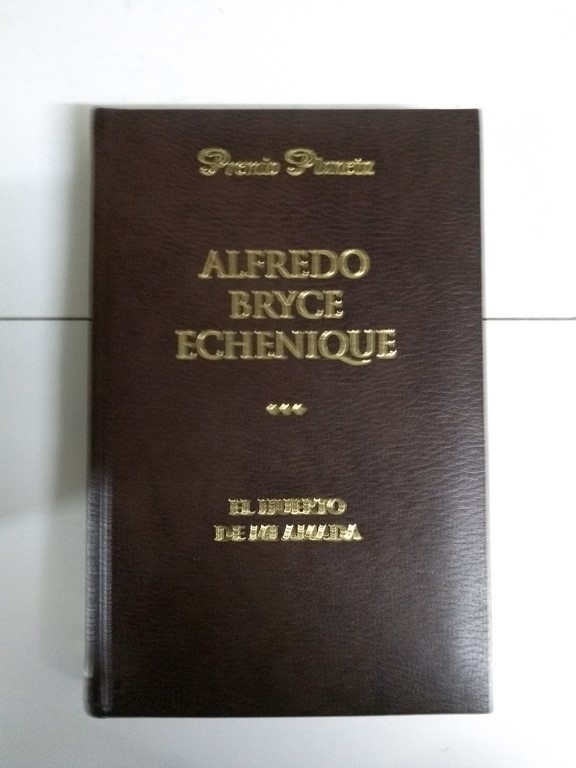 Premio Planeta
ALFREDO
BRYCE
ECHENIQUE
EL HUERTO
DE MI AMADA